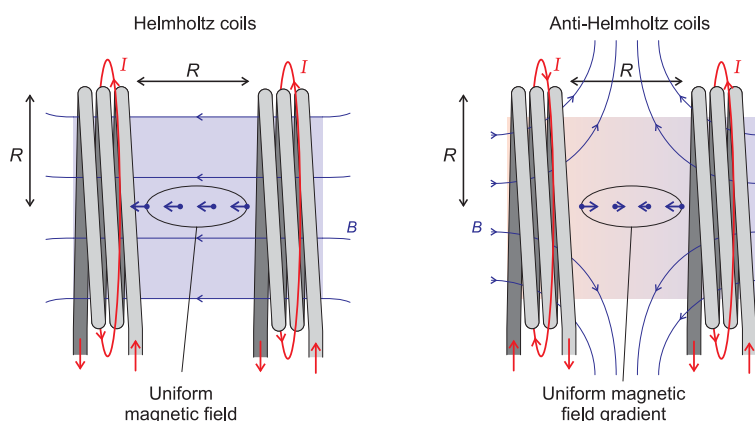 Helmholtz coils
I
R
I
R
B
Uniform
magnetic field
Anti-Helmholtz coils
I
R
I
R
B
Uniform magnetic
field gradient